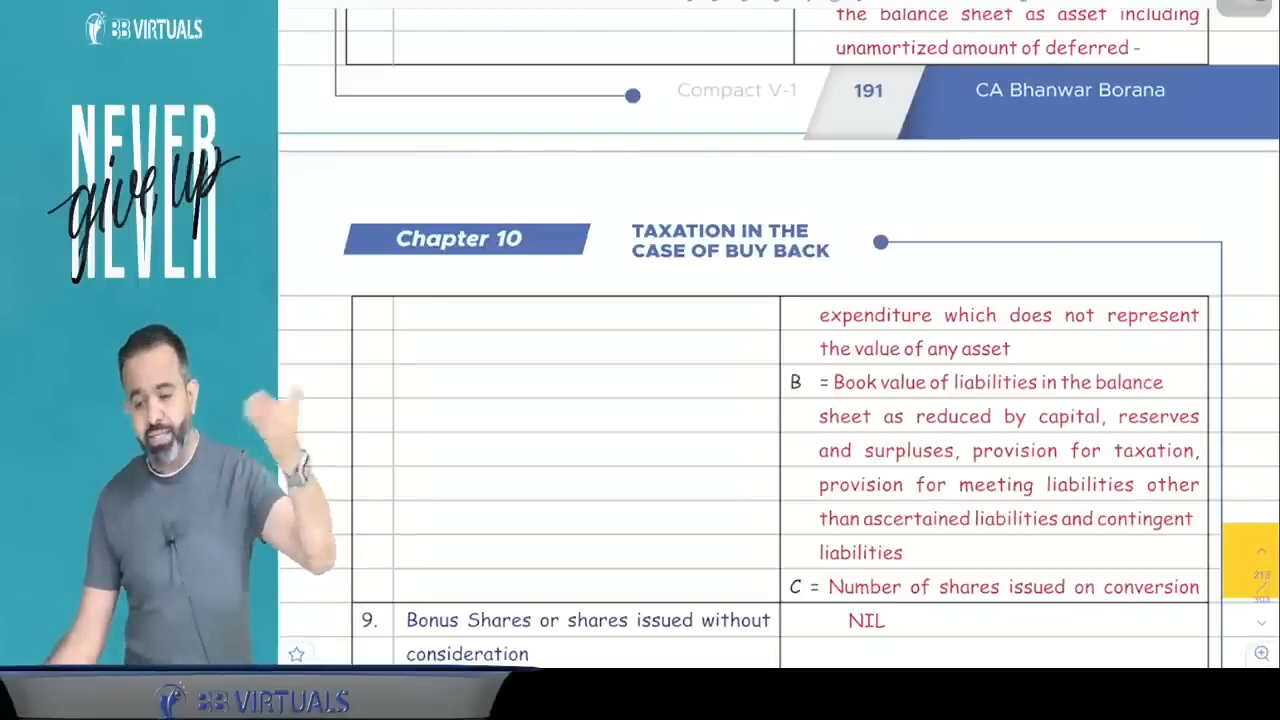 BB VIRTUALS
NEVER
give up
NEVER
the balance sheet as asset including
unamortized amount of deferred -
Compact V-1
191
CA Bhanwar Borana
Chapter 10
TAXATION IN THE
CASE OF BUY BACK
expenditure which does not represent
the value of any asset
B = Book value of liabilities in the balance
sheet as reduced by capital, reserves
and surpluses, provision for taxation,
provision for meeting liabilities other
than ascertained liabilities and contingent
liabilities
C = Number of shares issued on conversion
9. Bonus Shares or shares issued without
consideration
NIL
213
303
BB VIRTUALS